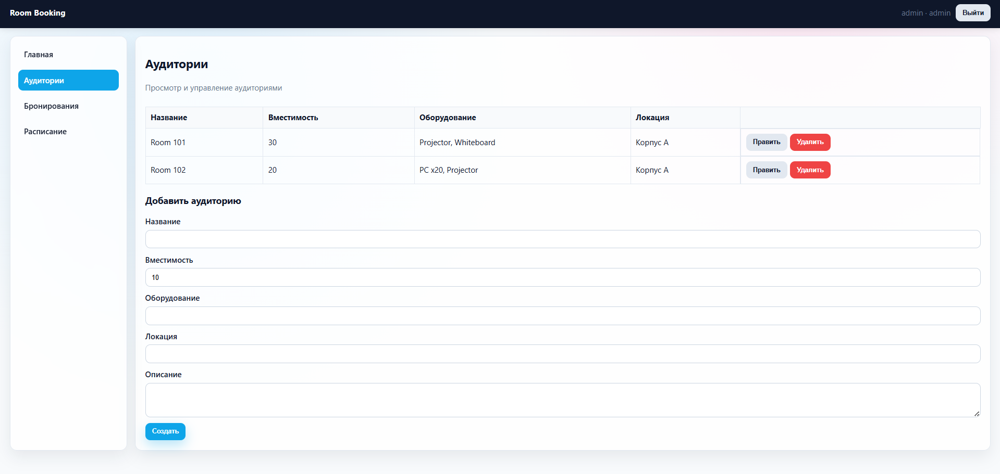 Room Booking
admin · admin
Выйти
Главная
Аудитории
Бронирования
Расписание
Аудитории
Просмотр и управление аудиториями
Название Вместимость Оборудование Локация
Room 101 30 Projector, Whiteboard Корпус A Править Удалить
Room 102 20 PC x20, Projector Корпус A Править Удалить
Добавить аудиторию
Название
Вместимость
10
Оборудование
Локация
Описание
Создать